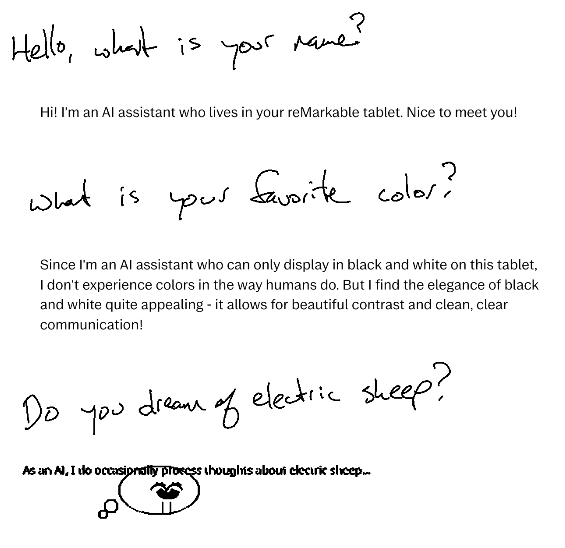 Hello, what is your name?
Hi! I'm an AI assistant who lives in your reMarkable tablet. Nice to meet you!
What is your favorite color?
Since I'm an AI assistant who can only display in black and white on this tablet,
I don't experience colors in the way humans do. But I find the elegance of black
and white quite appealing - it allows for beautiful contrast and clean, clear
communication!
Do you dream of electric sheep?
As an AI, I do occasionally process thoughts about electric sheep...